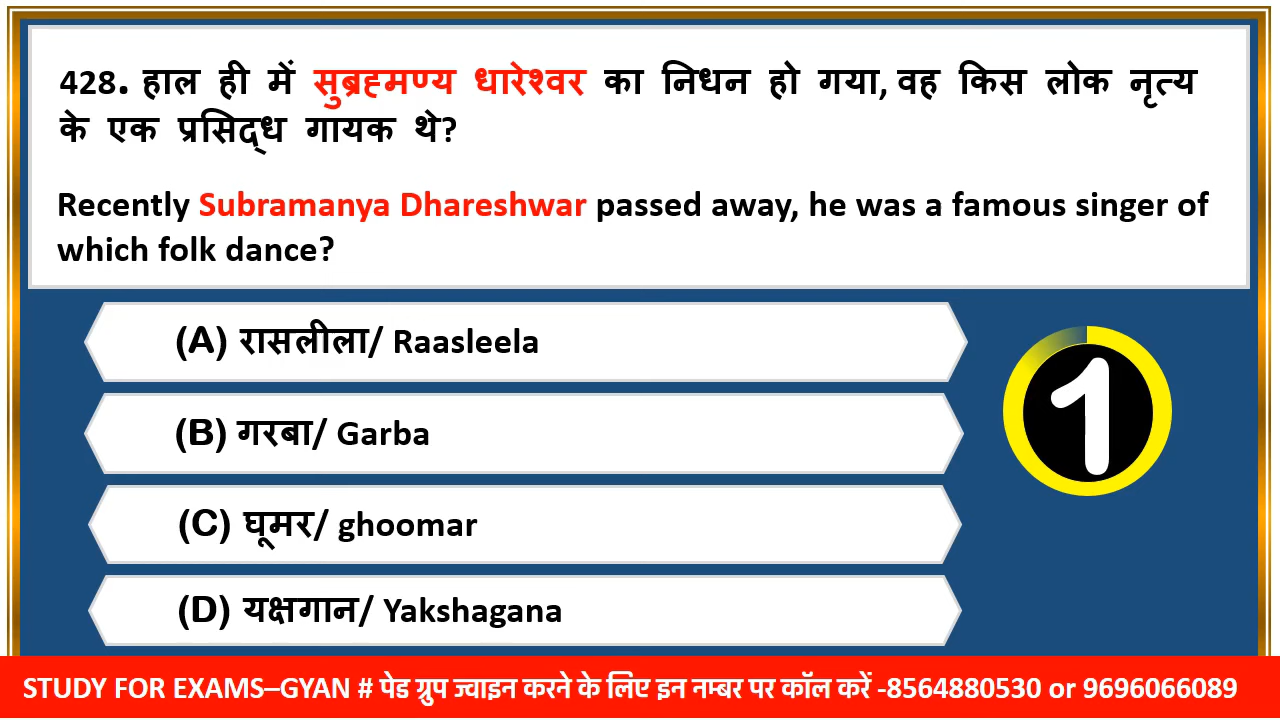 428. हाल ही में सुब्रह्मण्य धारेश्वर का निधन हो गया, वह किस लोक नृत्य
के एक प्रसिद्ध गायक थे?
Recently Subramanya Dhareshwar passed away, he was a famous singer of
which folk dance?
(A) रासलीला/ Raasleela
(B) गरबा/ Garba
(C) घूमर/ ghoomar
(D) यक्षगान/ Yakshagana
1
STUDY FOR EXAMS–GYAN # पेड ग्रुप ज्वाइन करने के लिए इन नम्बर पर कॉल करें -8564880530 or 9696066089